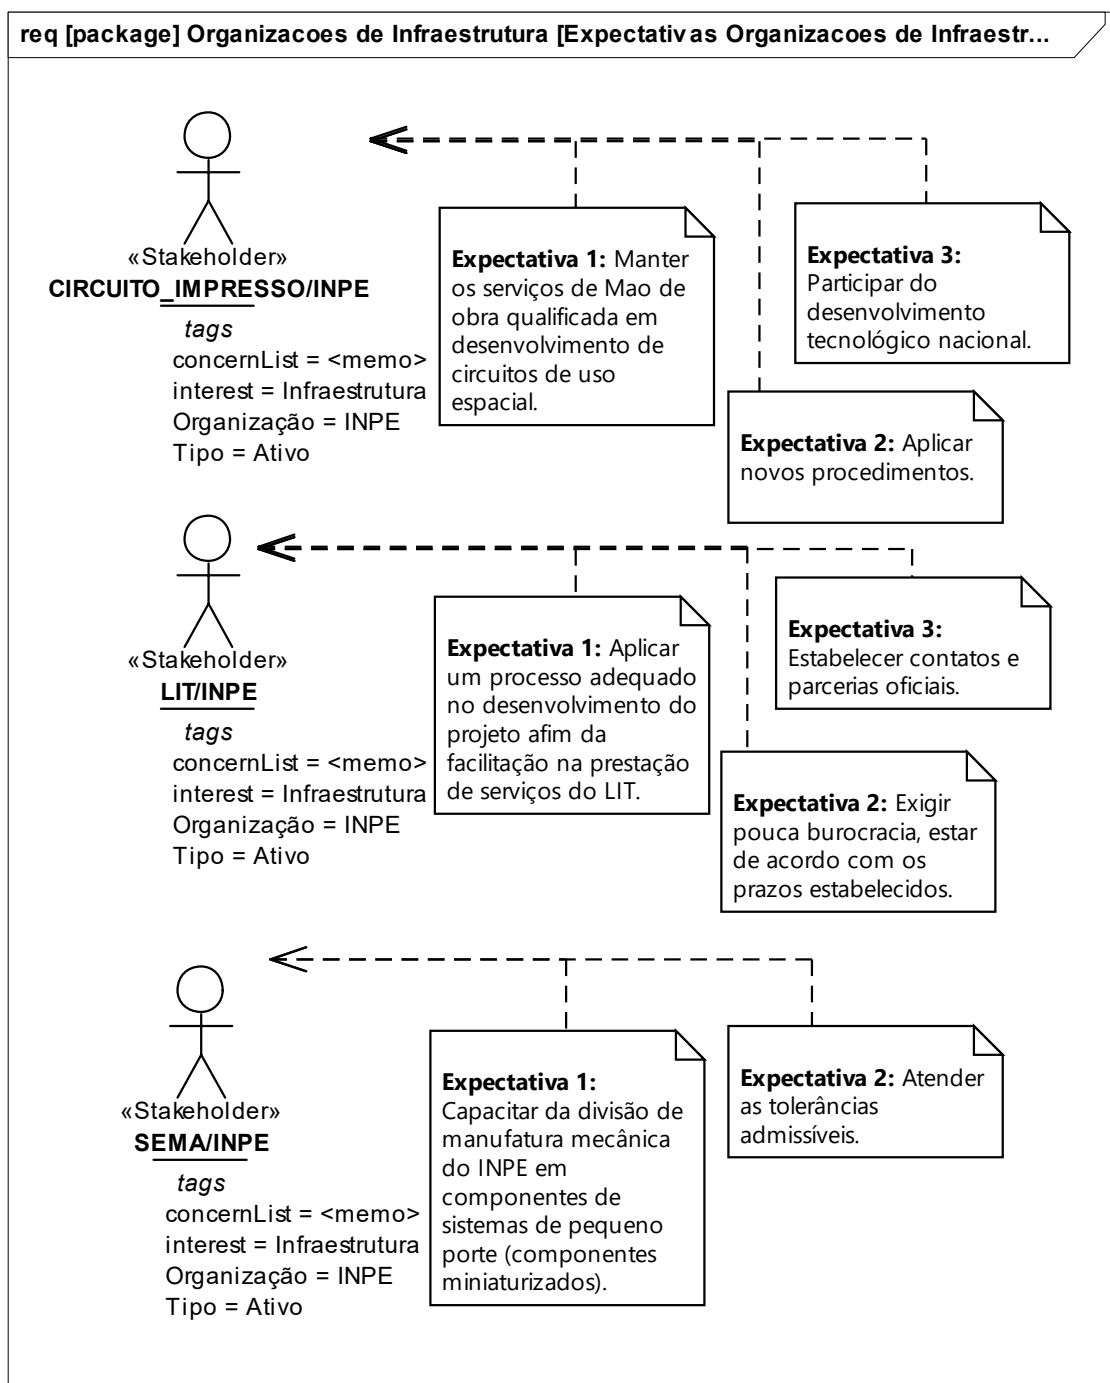 req [package] Organizacoes de Infraestrutura [Expectativas Organizacoes de Infraestr...
«Stakeholder»
CIRCUITO_IMPRESSO/INPE
tags
concernList = <memo>
interest = Infraestrutura
Organização = INPE
Tipo = Ativo
Expectativa 1: Manter
os serviços de Mao de
obra qualificada em
desenvolvimento de
circuitos de uso
espacial.
Expectativa 3:
Participar do
desenvolvimento
tecnológico nacional.
Expectativa 2: Aplicar
novos procedimentos.
«Stakeholder»
LIT/INPE
tags
concernList = <memo>
interest = Infraestrutura
Organização = INPE
Tipo = Ativo
Expectativa 1: Aplicar
um processo adequado
no desenvolvimento do
projeto afim da
facilitação na prestação
de serviços do LIT.
Expectativa 3:
Estabelecer contatos e
parcerias oficiais.
Expectativa 2: Exigir
pouca burocracia, estar
de acordo com os
prazos estabelecidos.
«Stakeholder»
SEMA/INPE
tags
concernList = <memo>
interest = Infraestrutura
Organização = INPE
Tipo = Ativo
Expectativa 1:
Capacitar da divisão de
manufatura mecânica
do INPE em
componentes de
sistemas de pequeno
porte (componentes
miniaturizados).
Expectativa 2: Atender
as tolerâncias
admissíveis.